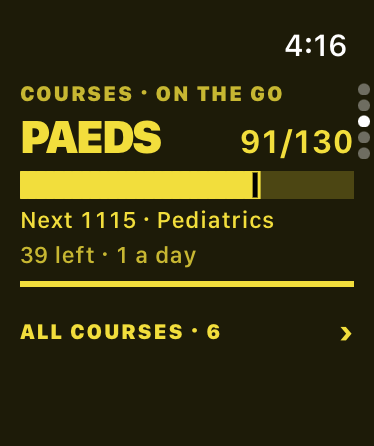 4:16
COURSES · ON THE GO
PAEDS 91/130
Next 1115 · Pediatrics
39 left · 1 a day
ALL COURSES · 6 ›